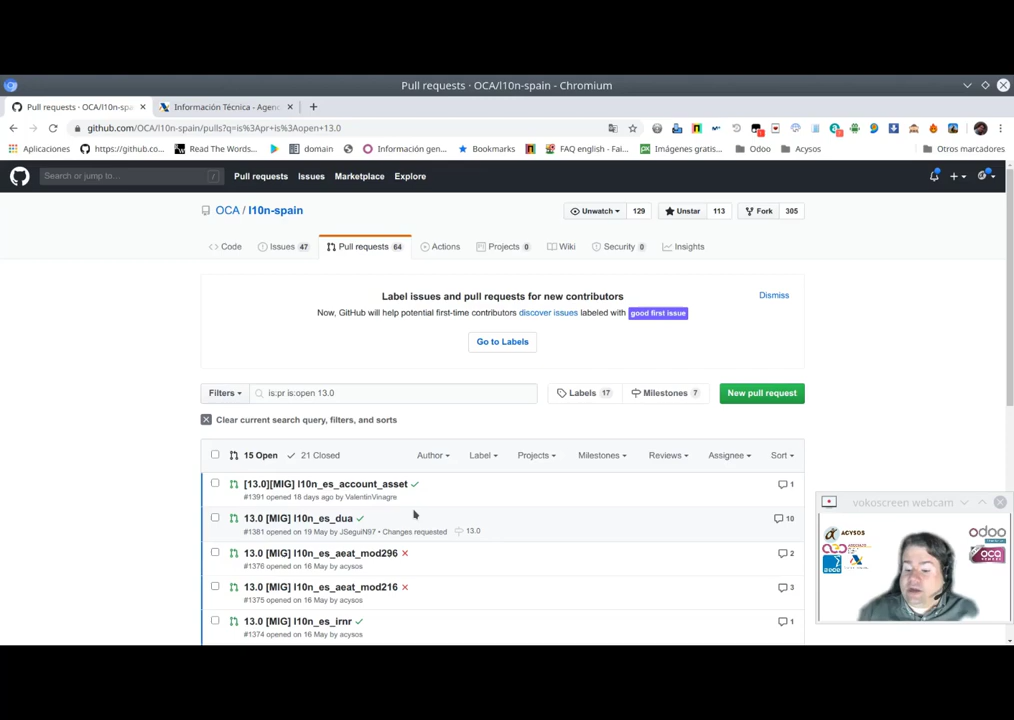 Pull requests · OCA/l10n-spain - Chromium
Pull requests · OCA/l10n-spa
Información Técnica - Agenc
github.com/OCA/l10n-spain/pulls?q=is%3Apr+is%3Aopen+13.0
Aplicaciones
https://github.co...
Read The Words...
domain
Información gen...
Bookmarks
FAQ english - Fai...
Imágenes gratis...
Odoo
Acysos
Otros marcadores
Search or jump to...
/
Pull requests
Issues
Marketplace
Explore
OCA / l10n-spain
Unwatch 129
Unstar 113
Fork 305
Code
Issues 47
Pull requests 64
Actions
Projects 0
Wiki
Security 0
Insights
Label issues and pull requests for new contributors
Dismiss
Now, GitHub will help potential first-time contributors discover issues labeled with good first issue
Go to Labels
Filters
is:pr is:open 13.0
Labels 17
Milestones 7
New pull request
Clear current search query, filters, and sorts
15 Open
21 Closed
Author
Label
Projects
Milestones
Reviews
Assignee
Sort
[13.0][MIG] l10n_es_account_asset
1
#1391 opened 18 days ago by ValentinVinagre
13.0 [MIG] l10n_es_dua
10
#1381 opened on 19 May by JSeguiN97 • Changes requested 13.0
13.0 [MIG] l10n_es_aeat_mod296
2
#1376 opened on 16 May by acysos
13.0 [MIG] l10n_es_aeat_mod216
3
#1375 opened on 16 May by acysos
13.0 [MIG] l10n_es_irnr
1
#1374 opened on 16 May by acysos
vokoscreen webcam
ACYSOS
odoo
oca